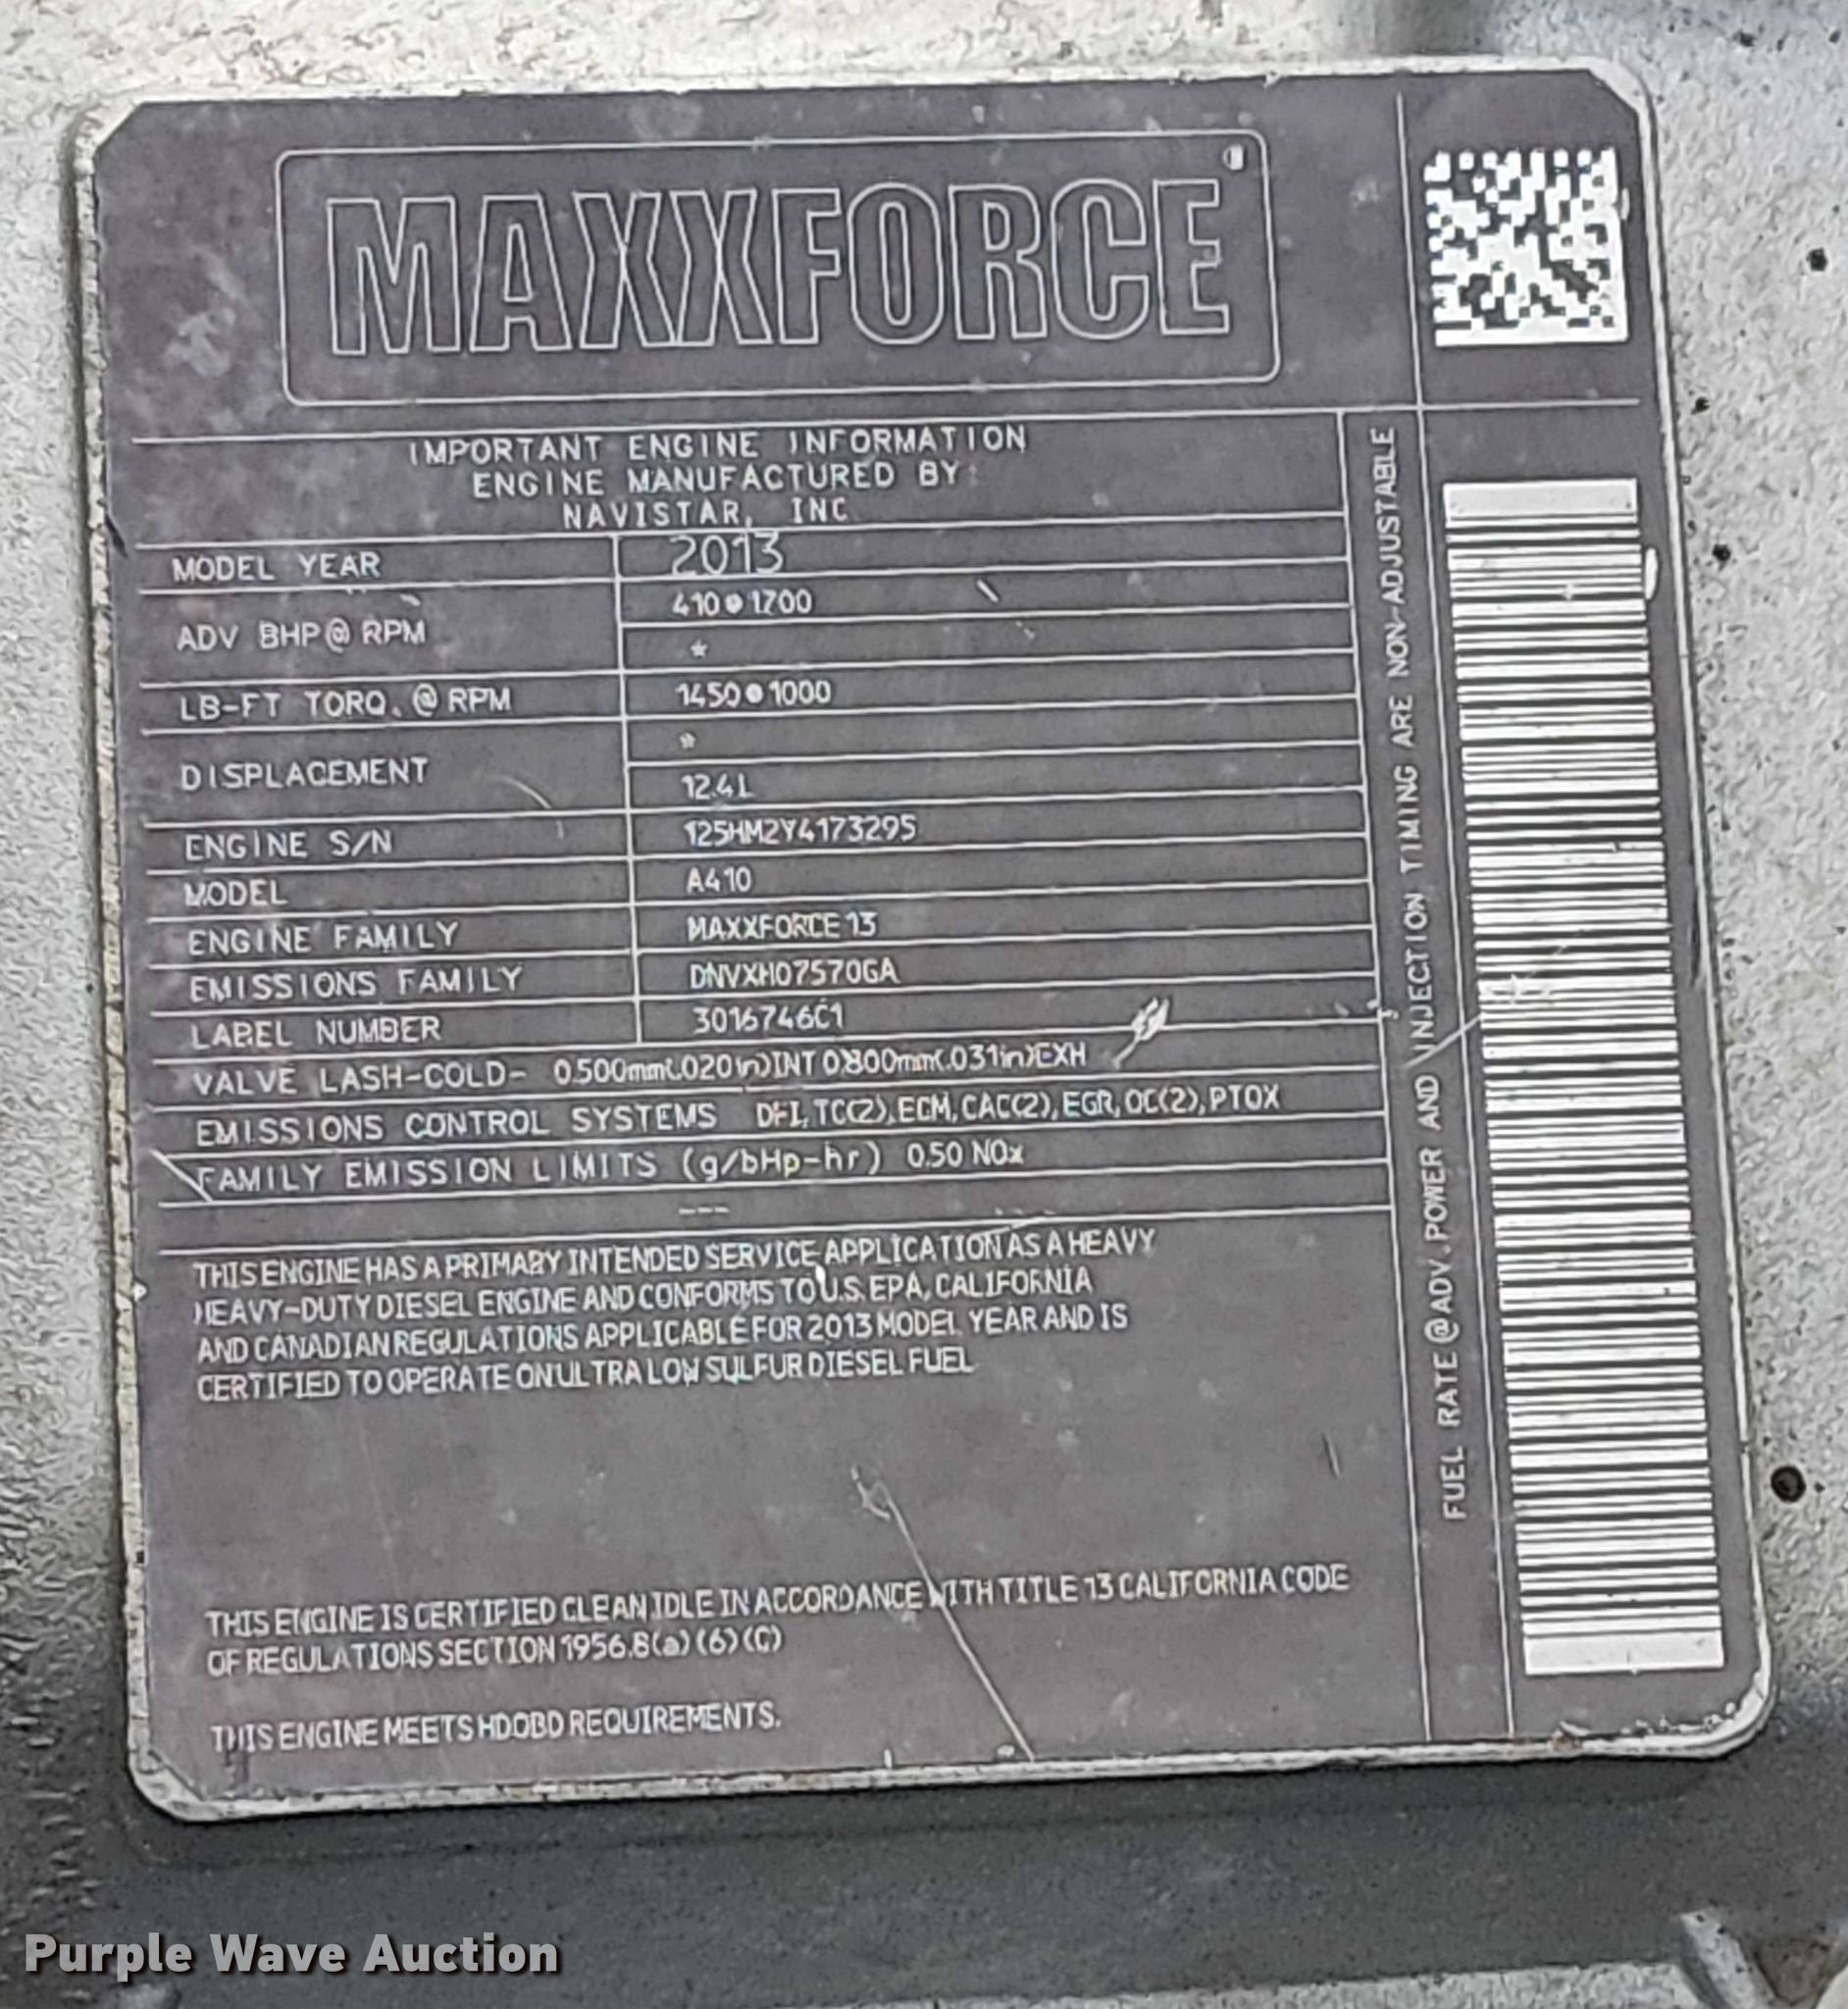 MAXXFORCE
IMPORTANT ENGINE INFORMATION
ENGINE MANUFACTURED BY:
NAVISTAR, INC
MODEL YEAR 2013
ADV BHP@ RPM 410@1700
*
LB-FT TORQ. @ RPM 1450@1000
*
DISPLACEMENT 12.4L
ENGINE S/N 125HM2Y4173295
MODEL A410
ENGINE FAMILY MAXXFORCE 13
EMISSIONS FAMILY DNVXH0757OGA
LABEL NUMBER 3016746C1
VALVE LASH-COLD- 0.500mm(.020in)INT 0.800mm(.031in)EXH
EMISSIONS CONTROL SYSTEMS DFI, TC(2), ECM, CAC(2), EGR, OC(2), PTOX
FAMILY EMISSION LIMITS (g/bHp-hr) 0.50 NOx
---
THIS ENGINE HAS A PRIMARY INTENDED SERVICE APPLICATION AS A HEAVY
HEAVY-DUTY DIESEL ENGINE AND CONFORMS TO U.S. EPA, CALIFORNIA
AND CANADIAN REGULATIONS APPLICABLE FOR 2013 MODEL YEAR AND IS
CERTIFIED TO OPERATE ON ULTRA LOW SULFUR DIESEL FUEL
THIS ENGINE IS CERTIFIED CLEAN IDLE IN ACCORDANCE WITH TITLE 13 CALIFORNIA CODE
OF REGULATIONS SECTION 1956.8(a)(6)(C)
THIS ENGINE MEETS HDOBD REQUIREMENTS.
FUEL RATE @ ADV. POWER AND INJECTION TIMING ARE NON-ADJUSTABLE
Purple Wave Auction